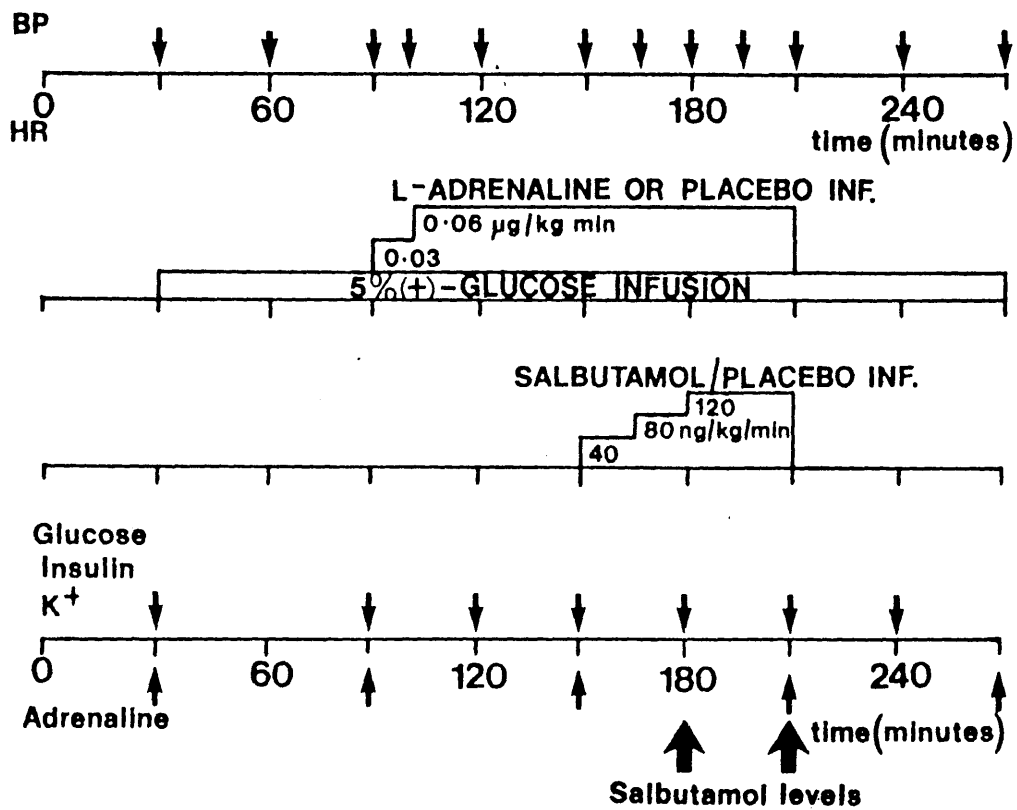 BP
0 60 120 180 240
HR
time (minutes)
L-ADRENALINE OR PLACEBO INF.
0·06 µg/kg min
0·03
5%(+)-GLUCOSE INFUSION
SALBUTAMOL/PLACEBO INF.
120
80 ng/kg/min
40
Glucose
Insulin
K+
0 60 120 180 240
Adrenaline
time (minutes)
Salbutamol levels